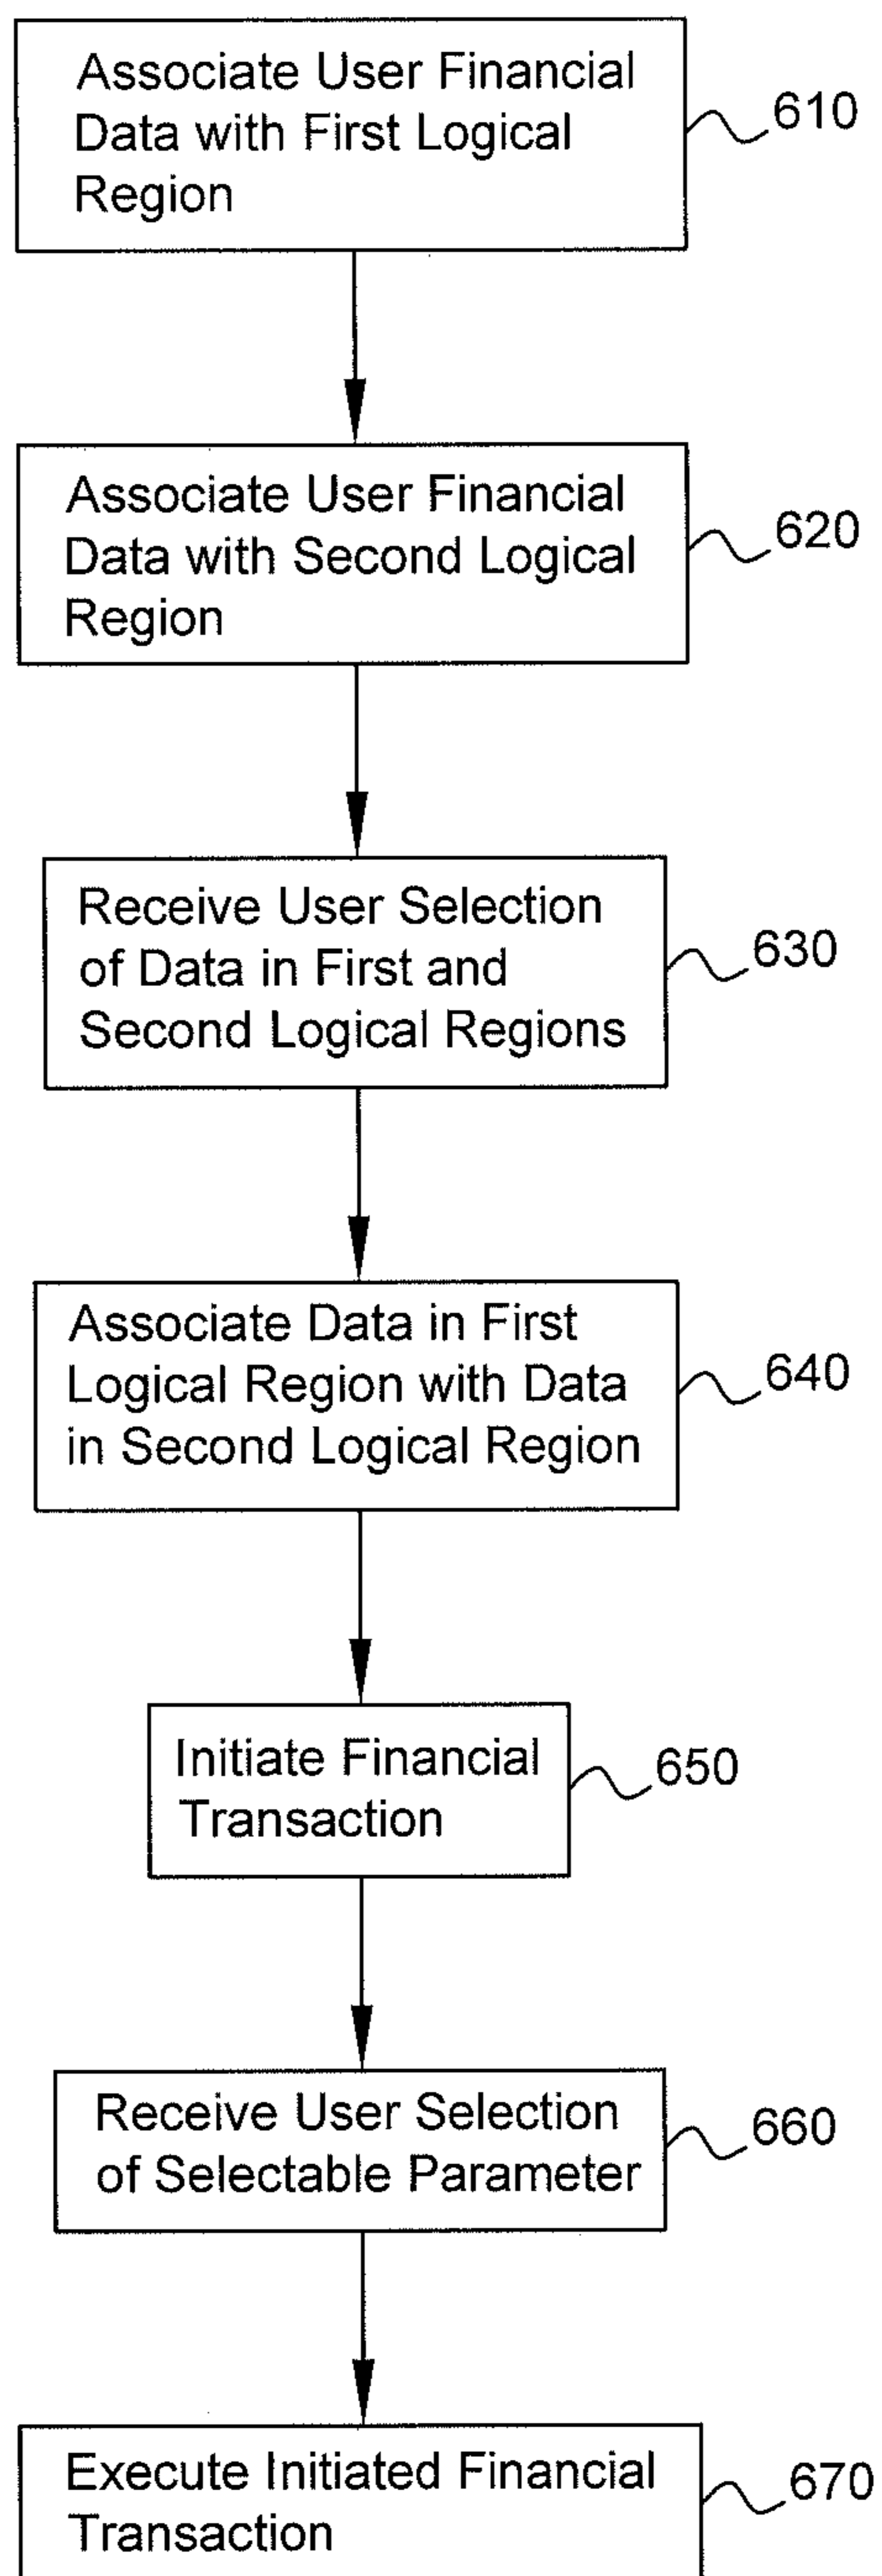 Associate User Financial
Data with First Logical
Region
610
Associate User Financial
Data with Second Logical
Region
620
Receive User Selection
of Data in First and
Second Logical Regions
630
Associate Data in First
Logical Region with Data
in Second Logical Region
640
Initiate Financial
Transaction
650
Receive User Selection
of Selectable Parameter
660
Execute Initiated Financial
Transaction
670